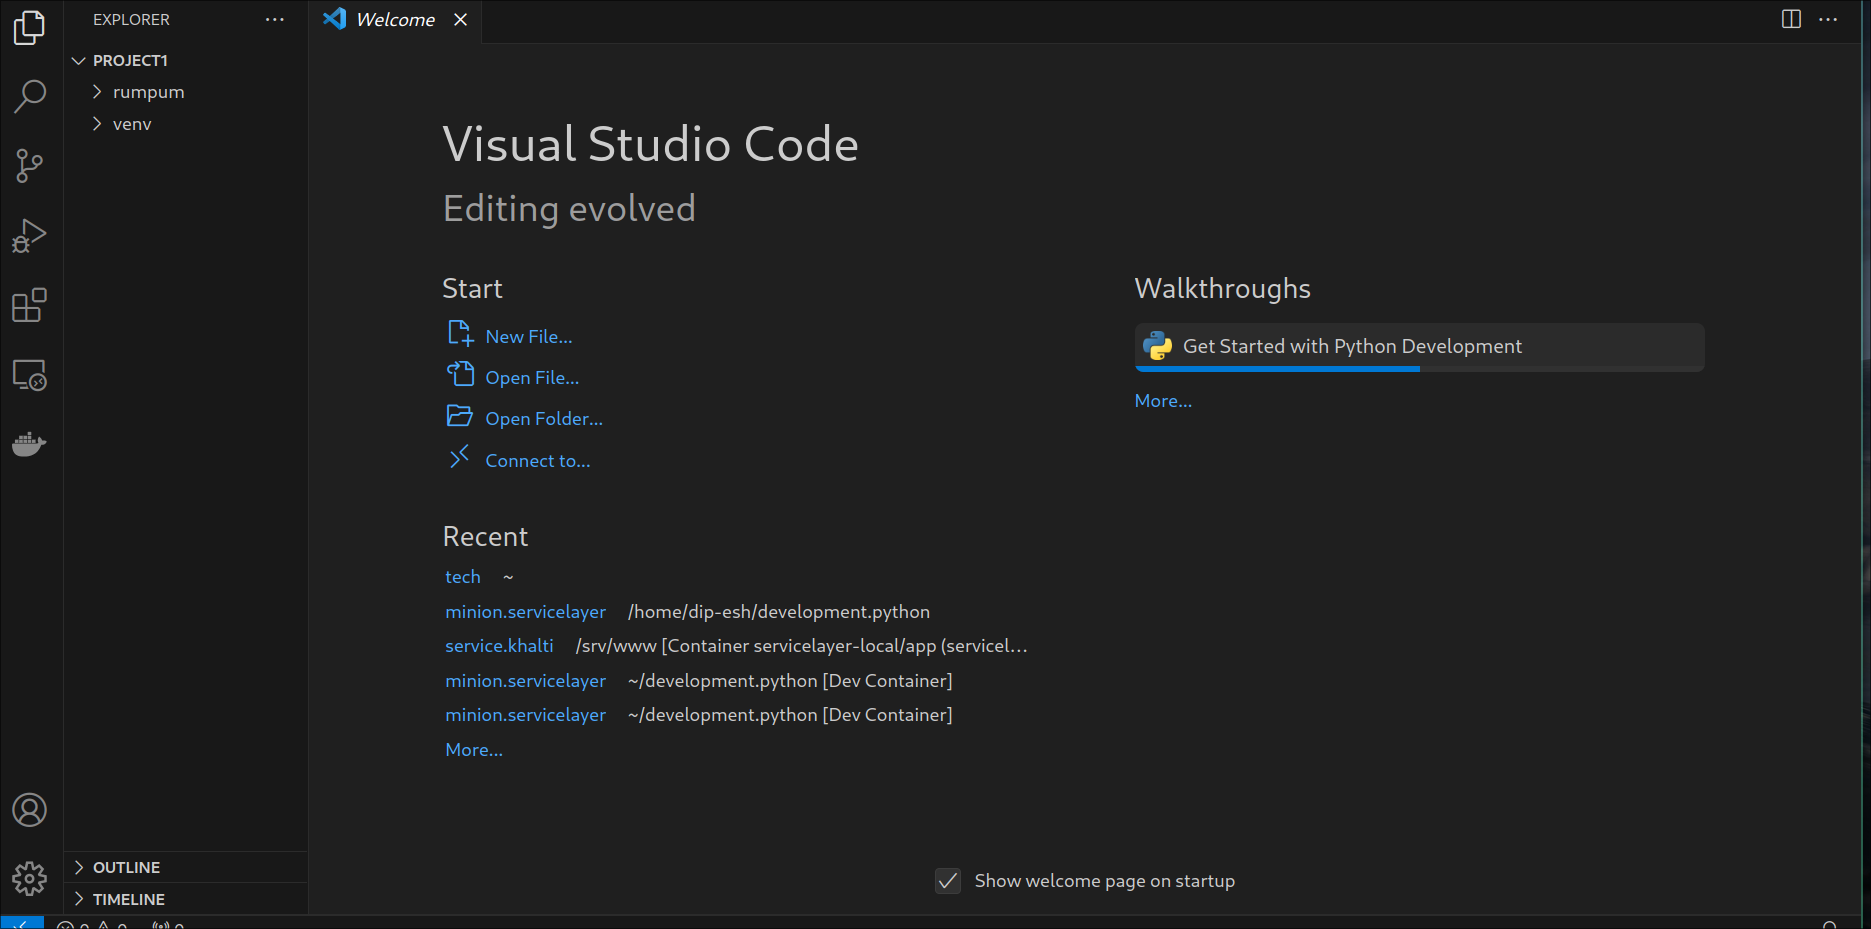 EXPLORER
PROJECT1
rumpum
venv
OUTLINE
TIMELINE
Welcome
Visual Studio Code
Editing evolved
Start
New File...
Open File...
Open Folder...
Connect to...
Recent
tech ~
minion.servicelayer /home/dip-esh/development.python
service.khalti /srv/www [Container servicelayer-local/app (servicel...
minion.servicelayer ~/development.python [Dev Container]
minion.servicelayer ~/development.python [Dev Container]
More...
Walkthroughs
Get Started with Python Development
More...
Show welcome page on startup